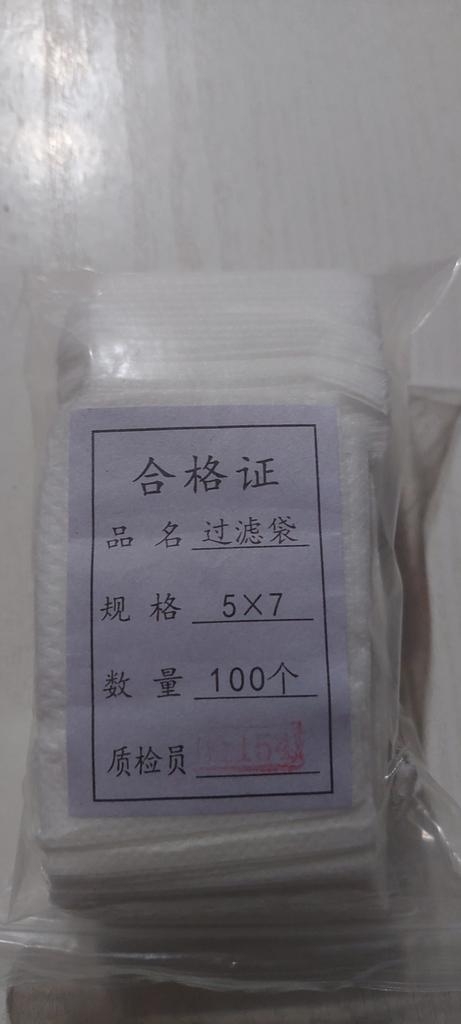 合格证
品名 过滤袋
规格 5×7
数量 100个
质检员